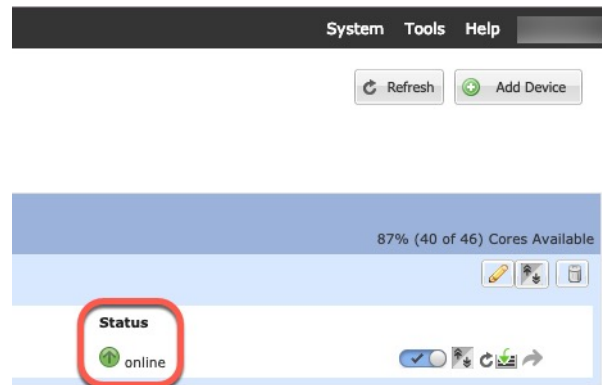 System Tools Help
Refresh Add Device
87% (40 of 46) Cores Available
Status
online